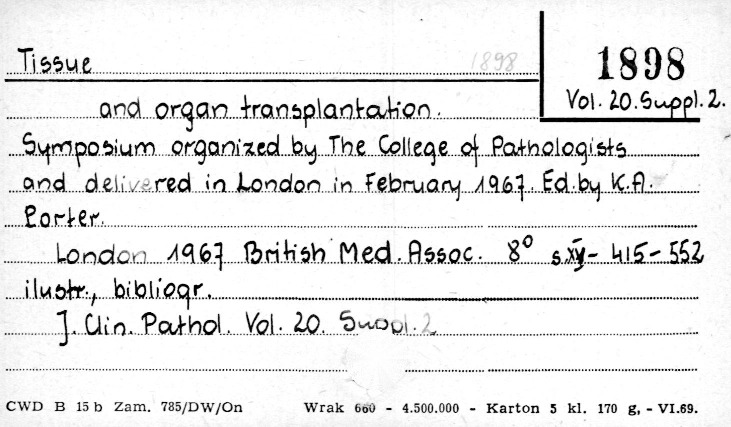 Tissue 1898
1898
Vol. 20. Suppl. 2.
and organ transplantation.
Symposium organized by The College of Pathologists
and delivered in London in February 1967. Ed. by K.A.
Porter.
London 1967 British Med. Assoc. 8° s. - 415-552
ilustr., bibliogr.
J. Clin. Pathol. Vol. 20. Suppl. 2
CWD B 15 b Zam. 785/DW/On Wrak 660 - 4.500.000 - Karton 5 kl. 170 g, - VI.69.